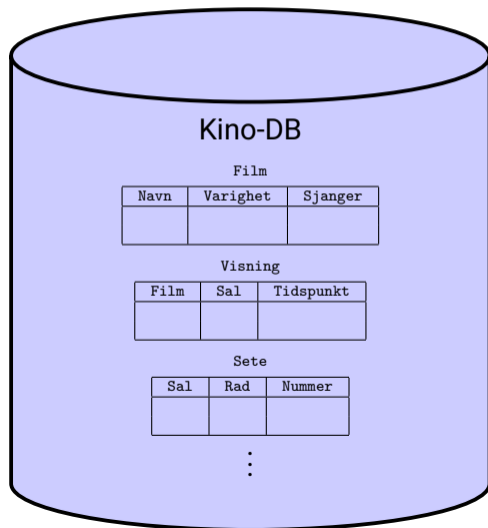 Kino-DB
Film
Navn Varighet Sjanger
Visning
Film Sal Tidspunkt
Sete
Sal Rad Nummer
⋮